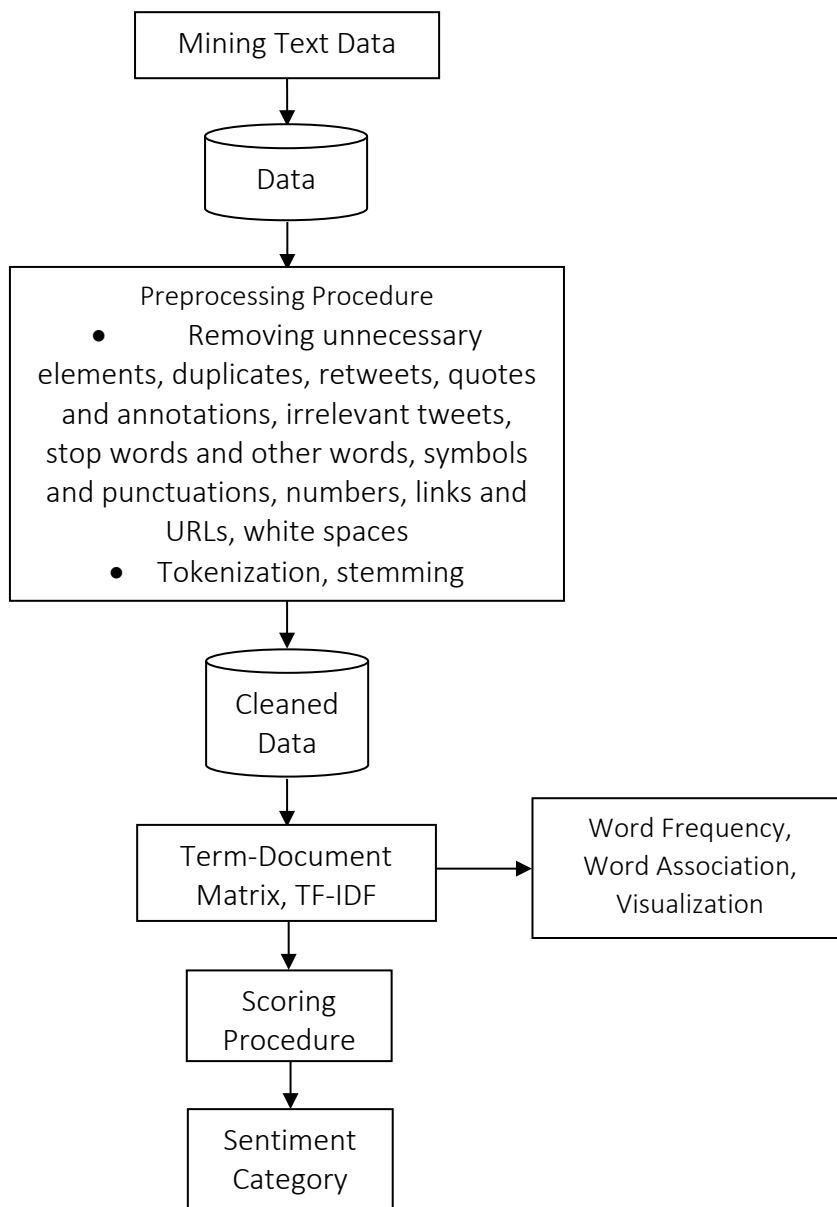 Mining Text Data
Data
Preprocessing Procedure
• Removing unnecessary
elements, duplicates, retweets, quotes
and annotations, irrelevant tweets,
stop words and other words, symbols
and punctuations, numbers, links and
URLs, white spaces
• Tokenization, stemming
Cleaned
Data
Term-Document
Matrix, TF-IDF
Word Frequency,
Word Association,
Visualization
Scoring
Procedure
Sentiment
Category